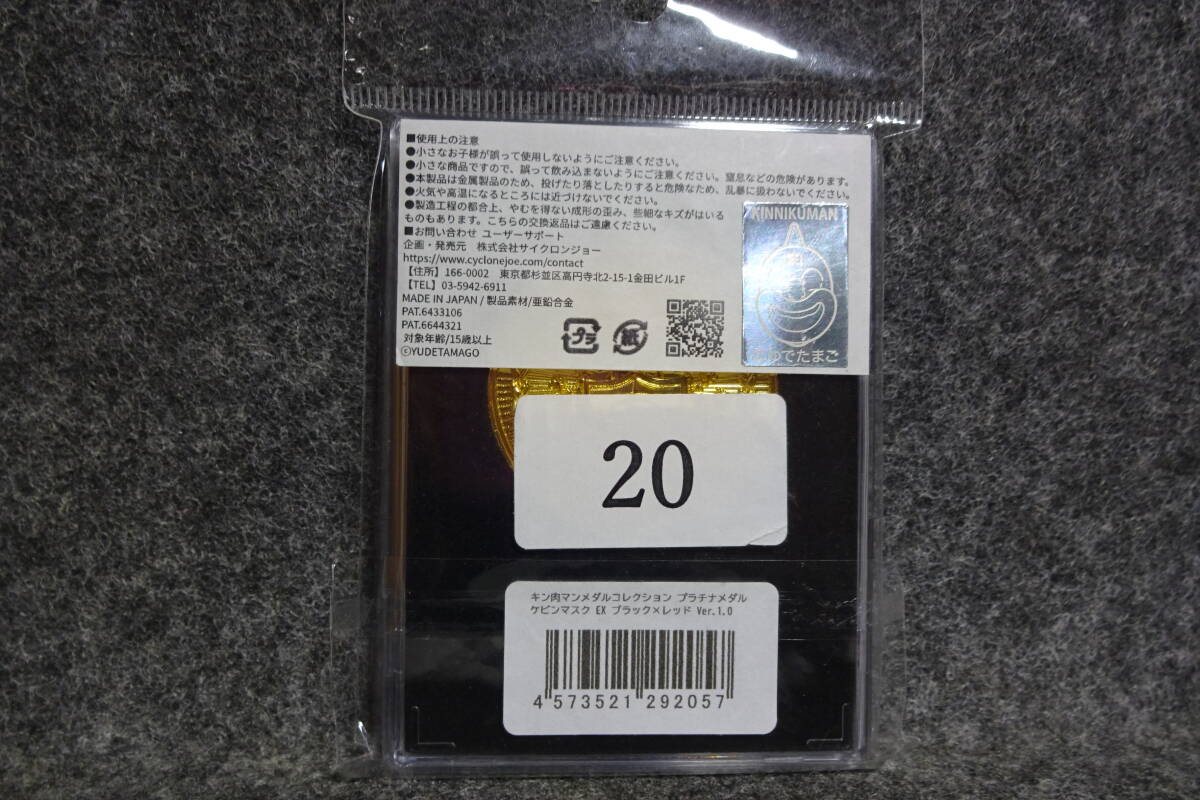 ■使用上の注意
●小さなお子様が誤って使用しないようにご注意ください。
●小さな商品ですので、誤って飲み込まないようにご注意ください。窒息などの危険があります。
●本製品は金属製品のため、投げたり落としたりすると危険なため、乱暴に扱わないでください。
●火気や高温になるところには近づけないでください。
●製造工程の都合上、やむを得ない成形の歪み、些細なキズがはいる
ものもあります。こちらの交換返品はご遠慮ください。
■お問い合わせ ユーザーサポート
企画・発売元　株式会社サイクロンジョー
https://www.cyclonejoe.com/contact
【住所】166-0002　東京都杉並区高円寺北2-15-1金田ビル1F
【TEL】03-5942-6911
MADE IN JAPAN / 製品素材/亜鉛合金
PAT.6433106
PAT.6644321
対象年齢/15歳以上
©YUDETAMAGO
プラ
紙
KINNIKUMAN
肉
©ゆでたまご
20
キン肉マンメダルコレクション プラチナメダル
ケビンマスク EX ブラック×レッド Ver.1.0
4 573521 292057